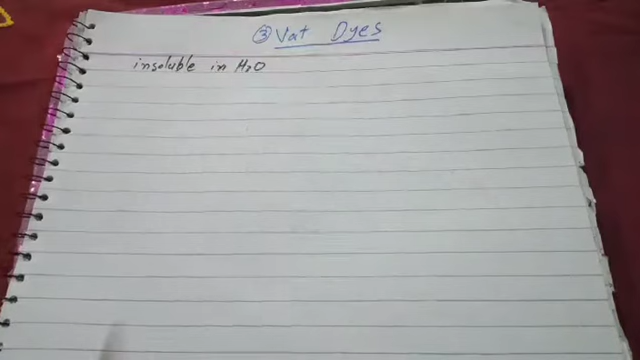 ③ Vat Dyes
insoluble in H₂O